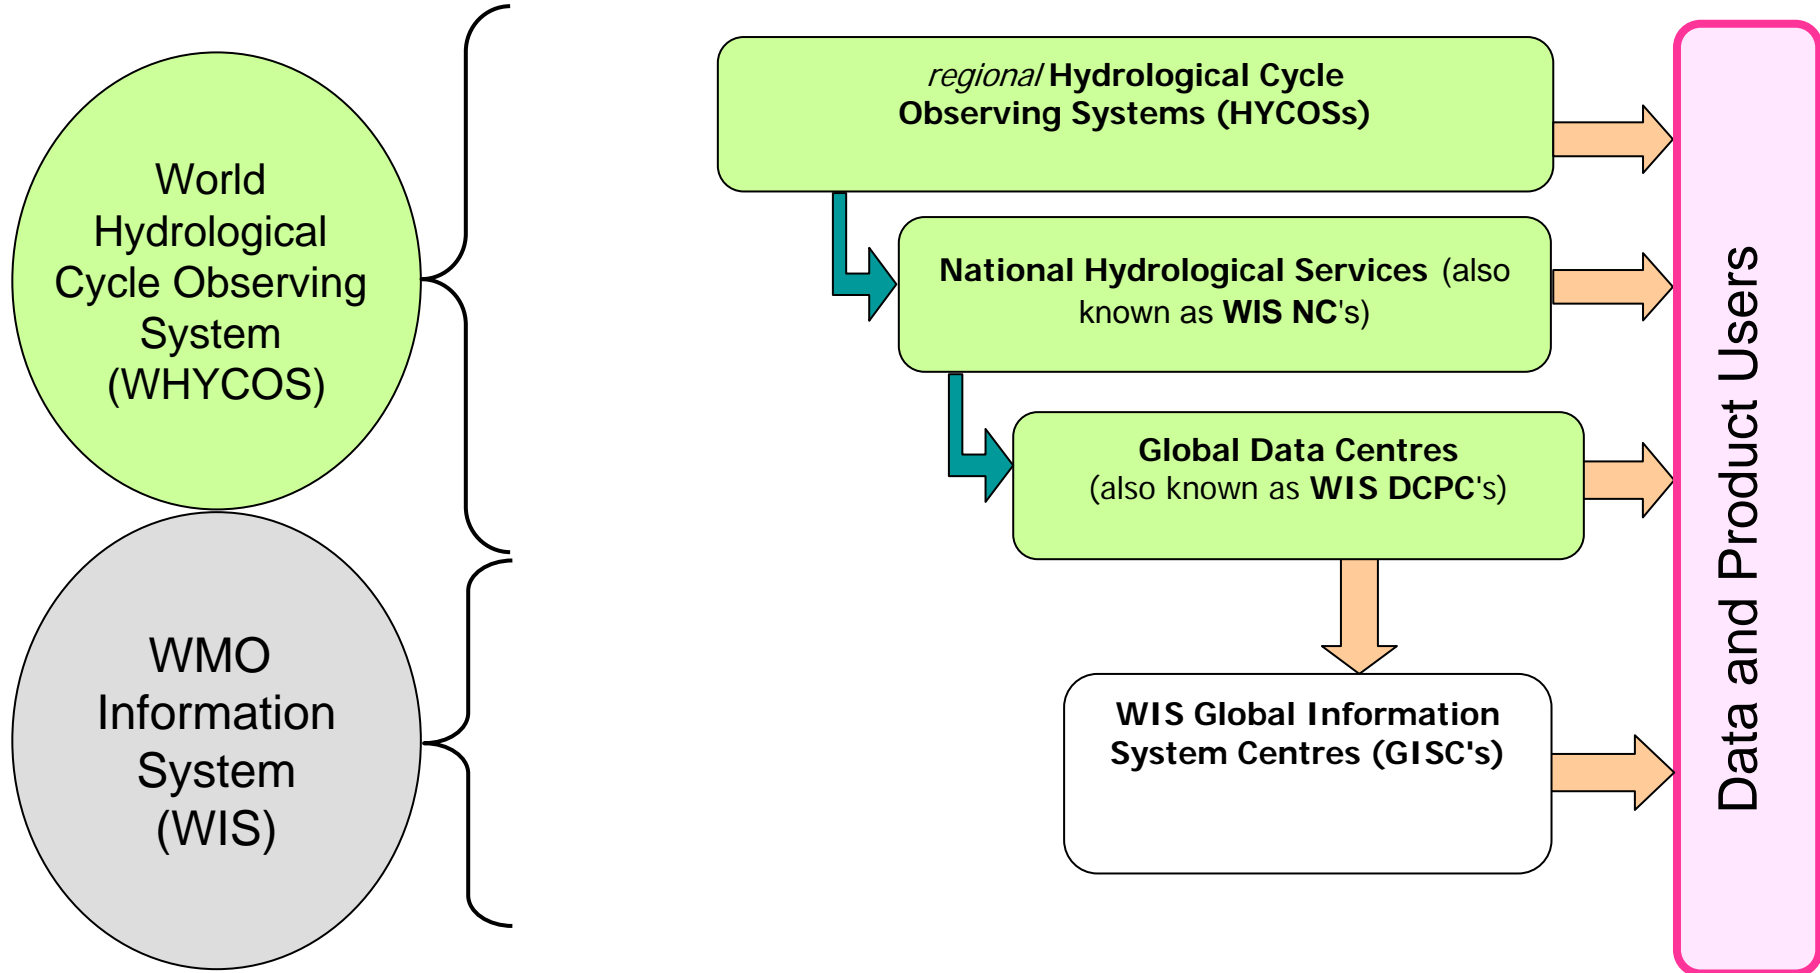 World
Hydrological
Cycle Observing
System
(WHYCOS)
WMO
Information
System
(WIS)
regional Hydrological Cycle
Observing Systems (HYCOSs)
National Hydrological Services (also
known as WIS NC's)
Global Data Centres
(also known as WIS DCPC's)
WIS Global Information
System Centres (GISC's)
Data and Product Users